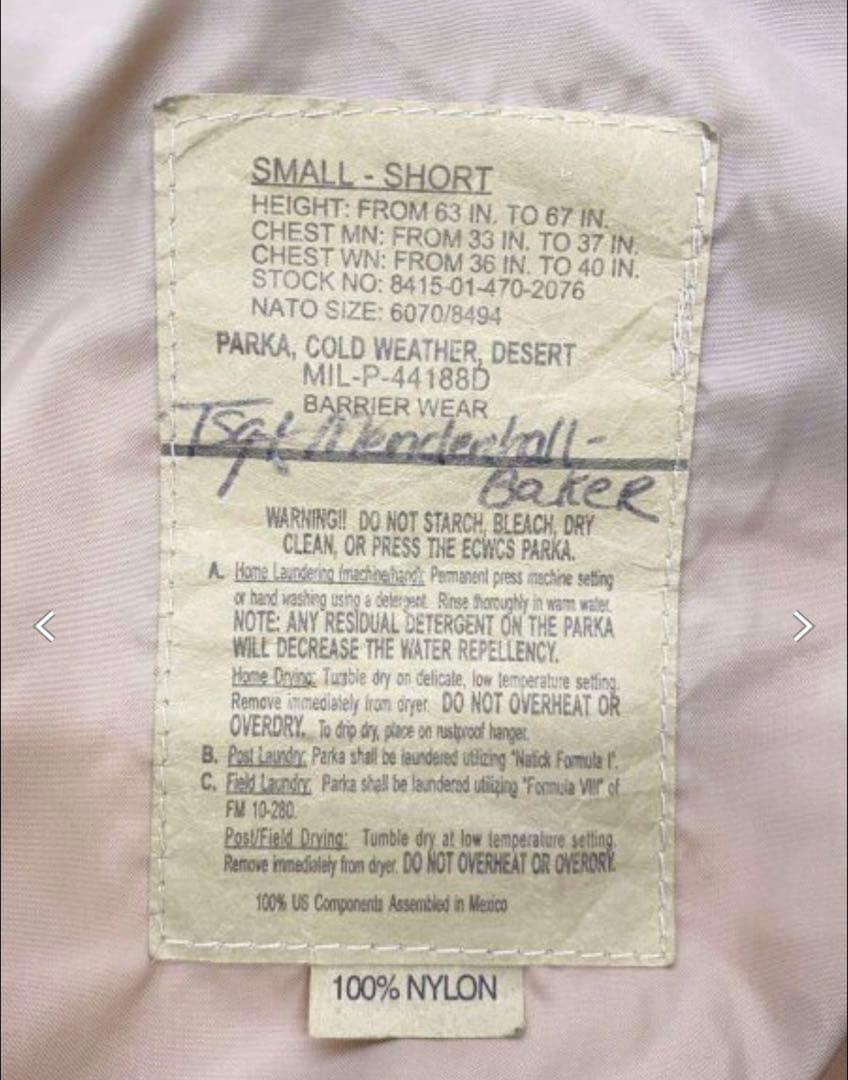 SMALL - SHORT
HEIGHT: FROM 63 IN. TO 67 IN.
CHEST MN: FROM 33 IN. TO 37 IN.
CHEST WN: FROM 36 IN. TO 40 IN.
STOCK NO: 8415-01-470-2076
NATO SIZE: 6070/8494
PARKA, COLD WEATHER, DESERT
MIL-P-44188D
BARRIER WEAR
TSgt Mendenhall-
Baker
WARNING!! DO NOT STARCH, BLEACH, DRY
CLEAN, OR PRESS THE ECWCS PARKA.
A. Home Laundering (machine/hand): Permanent press machine setting
or hand washing using a detergent. Rinse thoroughly in warm water.
NOTE: ANY RESIDUAL DETERGENT ON THE PARKA
WILL DECREASE THE WATER REPELLENCY.
Home Drying: Tumble dry on delicate, low temperature setting.
Remove immediately from dryer. DO NOT OVERHEAT OR
OVERDRY. To drip dry, place on rustproof hanger.
B. Post Laundry: Parka shall be laundered utilizing "Natick Formula I".
C. Field Laundry: Parka shall be laundered utilizing "Formula VIII" of
FM 10-280.
Post/Field Drying: Tumble dry at low temperature setting.
Remove immediately from dryer. DO NOT OVERHEAT OR OVERDRY.
100% US Components Assembled in Mexico
100% NYLON